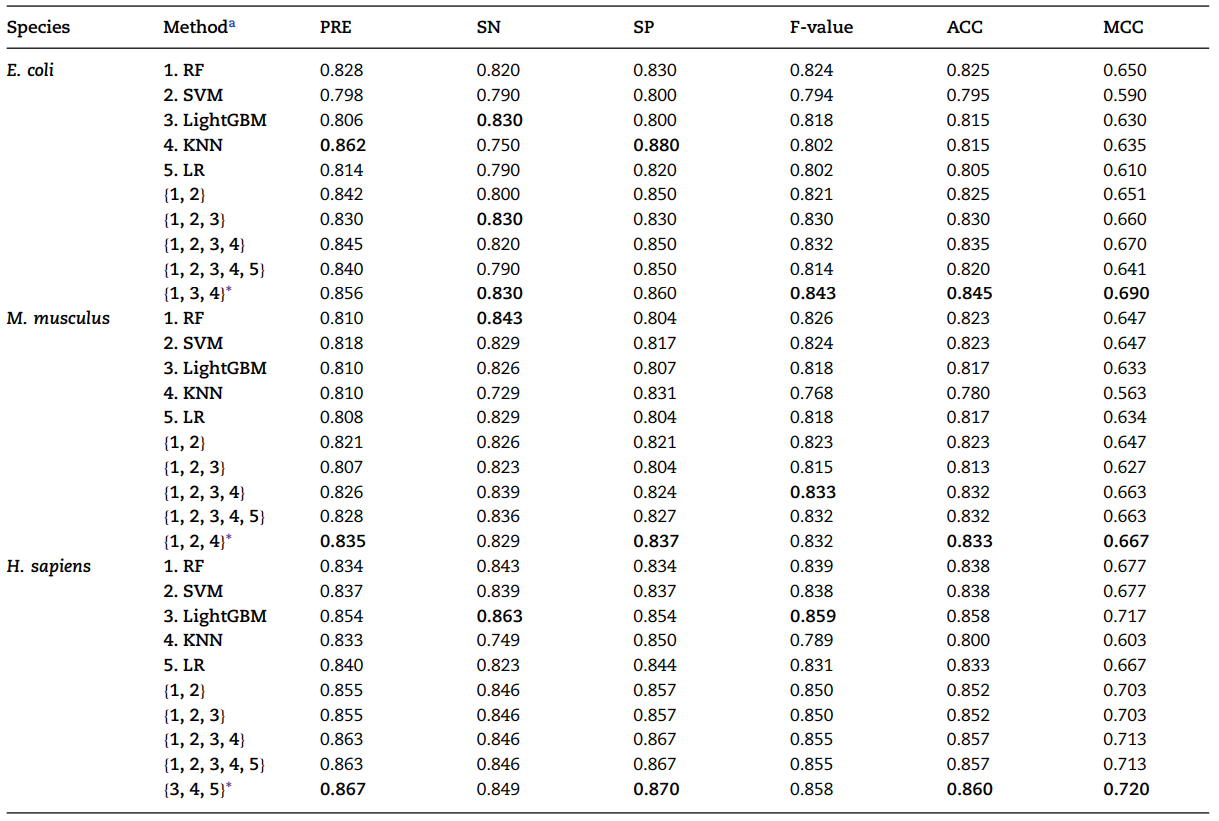 Species Methodᵃ PRE SN SP F-value ACC MCC
E. coli 1. RF 0.828 0.820 0.830 0.824 0.825 0.650
2. SVM 0.798 0.790 0.800 0.794 0.795 0.590
3. LightGBM 0.806 0.830 0.800 0.818 0.815 0.630
4. KNN 0.862 0.750 0.880 0.802 0.815 0.635
5. LR 0.814 0.790 0.820 0.802 0.805 0.610
{1, 2} 0.842 0.800 0.850 0.821 0.825 0.651
{1, 2, 3} 0.830 0.830 0.830 0.830 0.830 0.660
{1, 2, 3, 4} 0.845 0.820 0.850 0.832 0.835 0.670
{1, 2, 3, 4, 5} 0.840 0.790 0.850 0.814 0.820 0.641
{1, 3, 4}* 0.856 0.830 0.860 0.843 0.845 0.690
M. musculus 1. RF 0.810 0.843 0.804 0.826 0.823 0.647
2. SVM 0.818 0.829 0.817 0.824 0.823 0.647
3. LightGBM 0.810 0.826 0.807 0.818 0.817 0.633
4. KNN 0.810 0.729 0.831 0.768 0.780 0.563
5. LR 0.808 0.829 0.804 0.818 0.817 0.634
{1, 2} 0.821 0.826 0.821 0.823 0.823 0.647
{1, 2, 3} 0.807 0.823 0.804 0.815 0.813 0.627
{1, 2, 3, 4} 0.826 0.839 0.824 0.833 0.832 0.663
{1, 2, 3, 4, 5} 0.828 0.836 0.827 0.832 0.832 0.663
{1, 2, 4}* 0.835 0.829 0.837 0.832 0.833 0.667
H. sapiens 1. RF 0.834 0.843 0.834 0.839 0.838 0.677
2. SVM 0.837 0.839 0.837 0.838 0.838 0.677
3. LightGBM 0.854 0.863 0.854 0.859 0.858 0.717
4. KNN 0.833 0.749 0.850 0.789 0.800 0.603
5. LR 0.840 0.823 0.844 0.831 0.833 0.667
{1, 2} 0.855 0.846 0.857 0.850 0.852 0.703
{1, 2, 3} 0.855 0.846 0.857 0.850 0.852 0.703
{1, 2, 3, 4} 0.863 0.846 0.867 0.855 0.857 0.713
{1, 2, 3, 4, 5} 0.863 0.846 0.867 0.855 0.857 0.713
{3, 4, 5}* 0.867 0.849 0.870 0.858 0.860 0.720